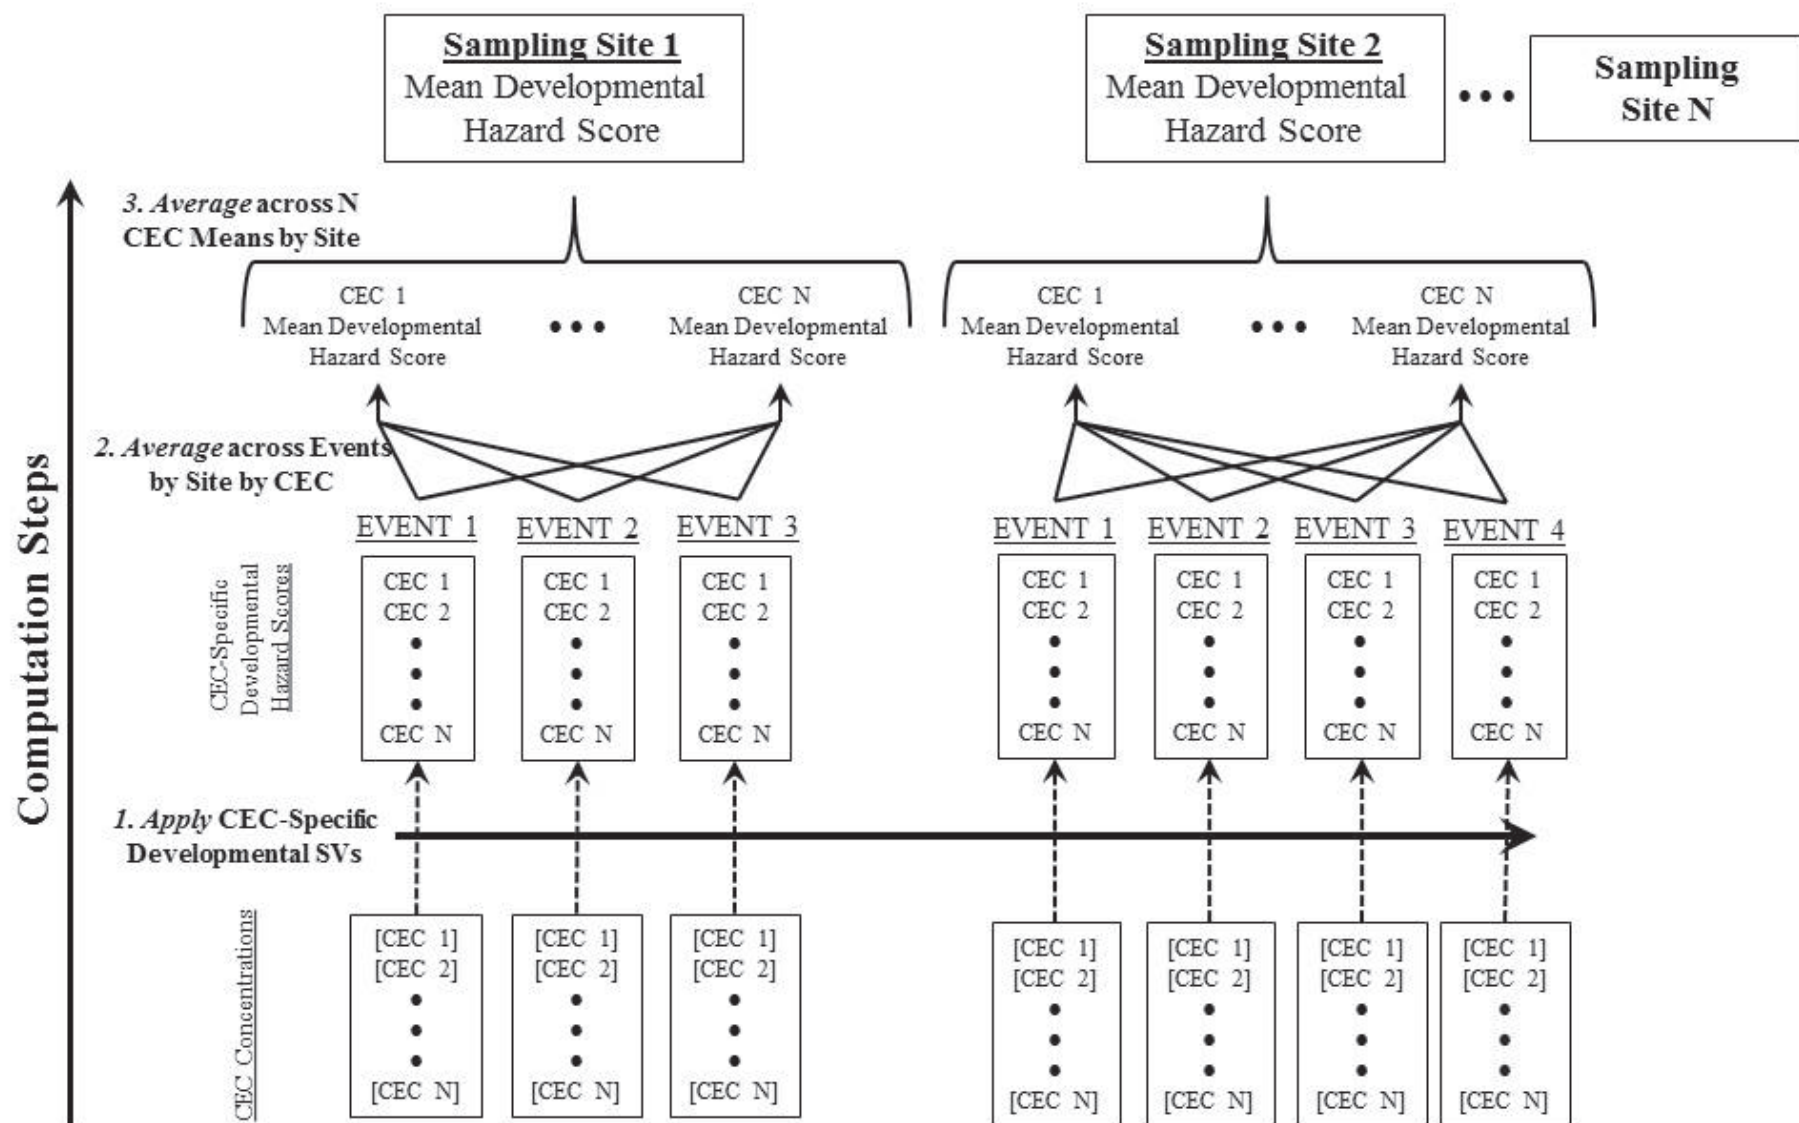 Sampling Site 1
Mean Developmental
Hazard Score
Sampling Site 2
Mean Developmental
Hazard Score
•••
Sampling
Site N
3. Average across N
CEC Means by Site
CEC 1
Mean Developmental
Hazard Score
•••
CEC N
Mean Developmental
Hazard Score
CEC 1
Mean Developmental
Hazard Score
•••
CEC N
Mean Developmental
Hazard Score
2. Average across Events
by Site by CEC
Computation Steps
EVENT 1
EVENT 2
EVENT 3
EVENT 1
EVENT 2
EVENT 3
EVENT 4
CEC-Specific
Developmental
Hazard Scores
CEC 1
CEC 2
CEC N
CEC 1
CEC 2
CEC N
CEC 1
CEC 2
CEC N
CEC 1
CEC 2
CEC N
CEC 1
CEC 2
CEC N
CEC 1
CEC 2
CEC N
CEC 1
CEC 2
CEC N
1. Apply CEC-Specific
Developmental SVs
CEC Concentrations
[CEC 1]
[CEC 2]
[CEC N]
[CEC 1]
[CEC 2]
[CEC N]
[CEC 1]
[CEC 2]
[CEC N]
[CEC 1]
[CEC 2]
[CEC N]
[CEC 1]
[CEC 2]
[CEC N]
[CEC 1]
[CEC 2]
[CEC N]
[CEC 1]
[CEC 2]
[CEC N]